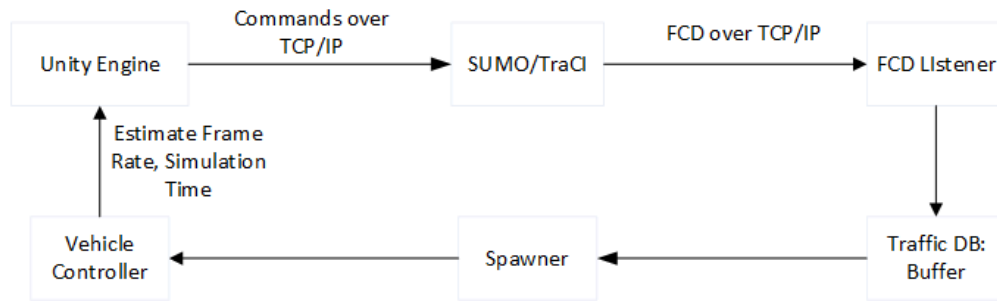 Commands over
TCP/IP
FCD over TCP/IP
Unity Engine
SUMO/TraCI
FCD LIstener
Estimate Frame
Rate, Simulation
Time
Vehicle
Controller
Spawner
Traffic DB:
Buffer